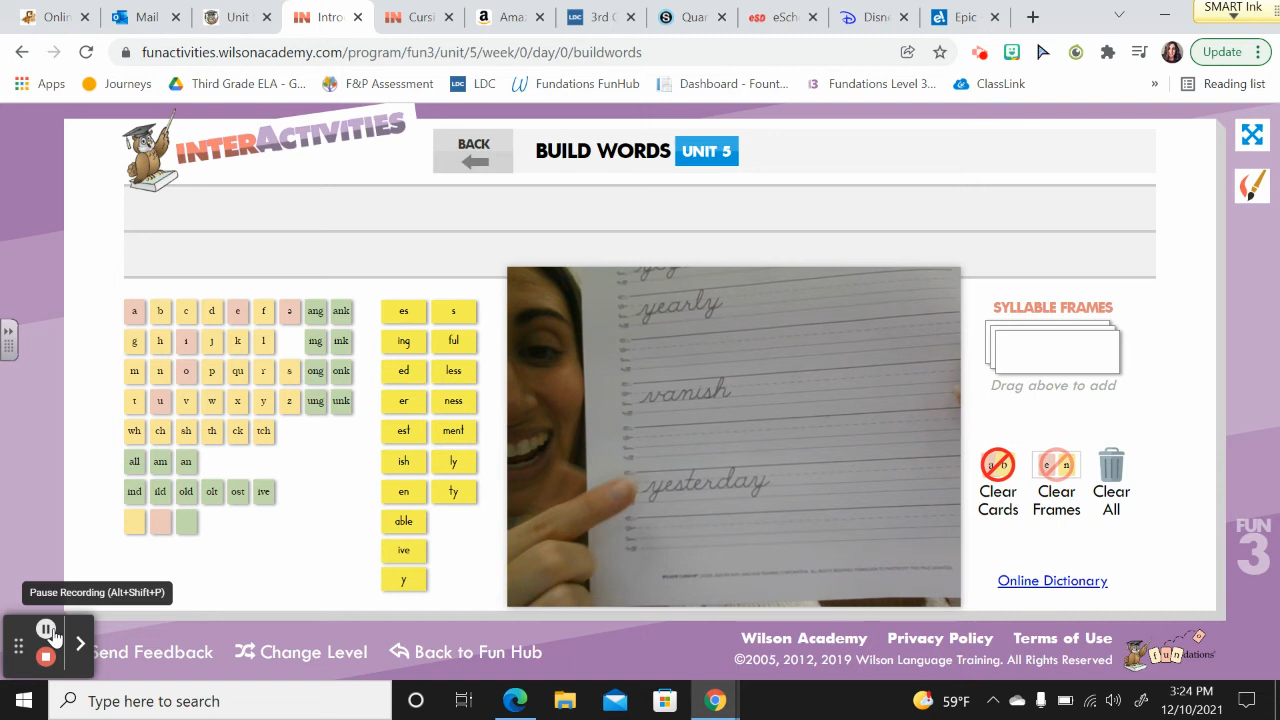 Onlin
Mail
Unit
Intro
Cursi
Ama
3rd G
Quar
eSch
Disne
Epic
SMART Ink
funactivities.wilsonacademy.com/program/fun3/unit/5/week/0/day/0/buildwords
Update
Apps
Journeys
Third Grade ELA - G...
F&P Assessment
LDC
Fundations FunHub
Dashboard - Fount...
Fundations Level 3...
ClassLink
»
Reading list
INTERACTIVITIES
BACK
BUILD WORDS UNIT 5
a b c d e f ə ang ank
g h i j k l ing ink
m n o p qu r s ong onk
t u v w x y z ung unk
wh ch sh th ck tch
all am an
ind ild old olt ost ive
es s
ing ful
ed less
er ness
est ment
ish ly
en ty
able
ive
y
yearly
vanish
yesterday
SYLLABLE FRAMES
Drag above to add
Clear Cards
Clear Frames
Clear All
Online Dictionary
FUN
3
Pause Recording (Alt+Shift+P)
Send Feedback
Change Level
Back to Fun Hub
Wilson Academy Privacy Policy Terms of Use
©2005, 2012, 2019 Wilson Language Training. All Rights Reserved
fundations
Type here to search
59°F
3:24 PM
12/10/2021